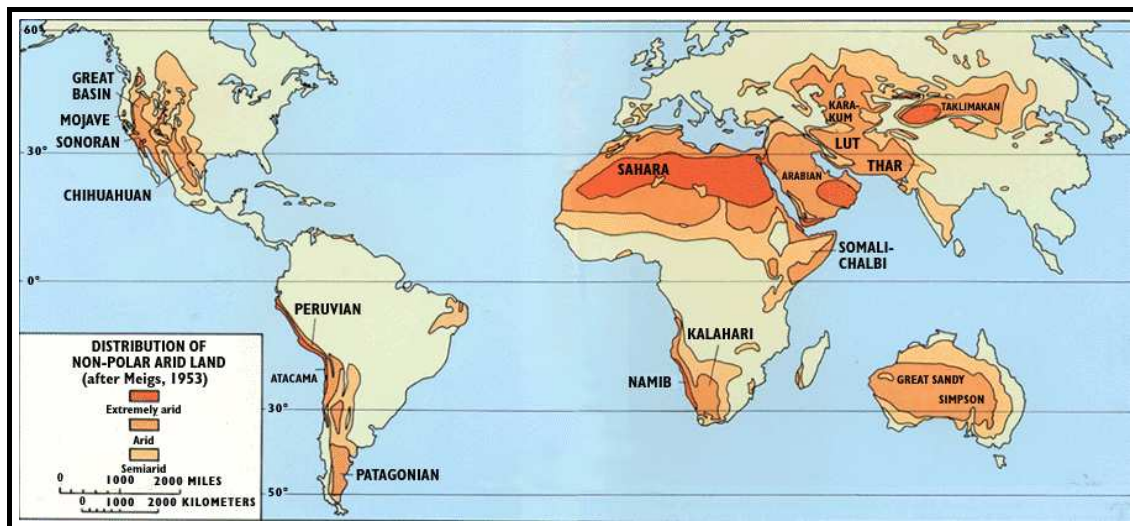 60°
GREAT
BASIN
MOJAVE
SONORAN
30°
CHIHUAHUAN
KARA-
KUM
TAKLIMAKAN
LUT
THAR
SAHARA
ARABIAN
SOMALI-
CHALBI
0°
PERUVIAN
KALAHARI
ATACAMA
NAMIB
GREAT SANDY
SIMPSON
30°
PATAGONIAN
50°
DISTRIBUTION OF
NON-POLAR ARID LAND
(after Meigs, 1953)
Extremely arid
Arid
Semiarid
0 1000 2000 MILES
0 1000 2000 KILOMETERS